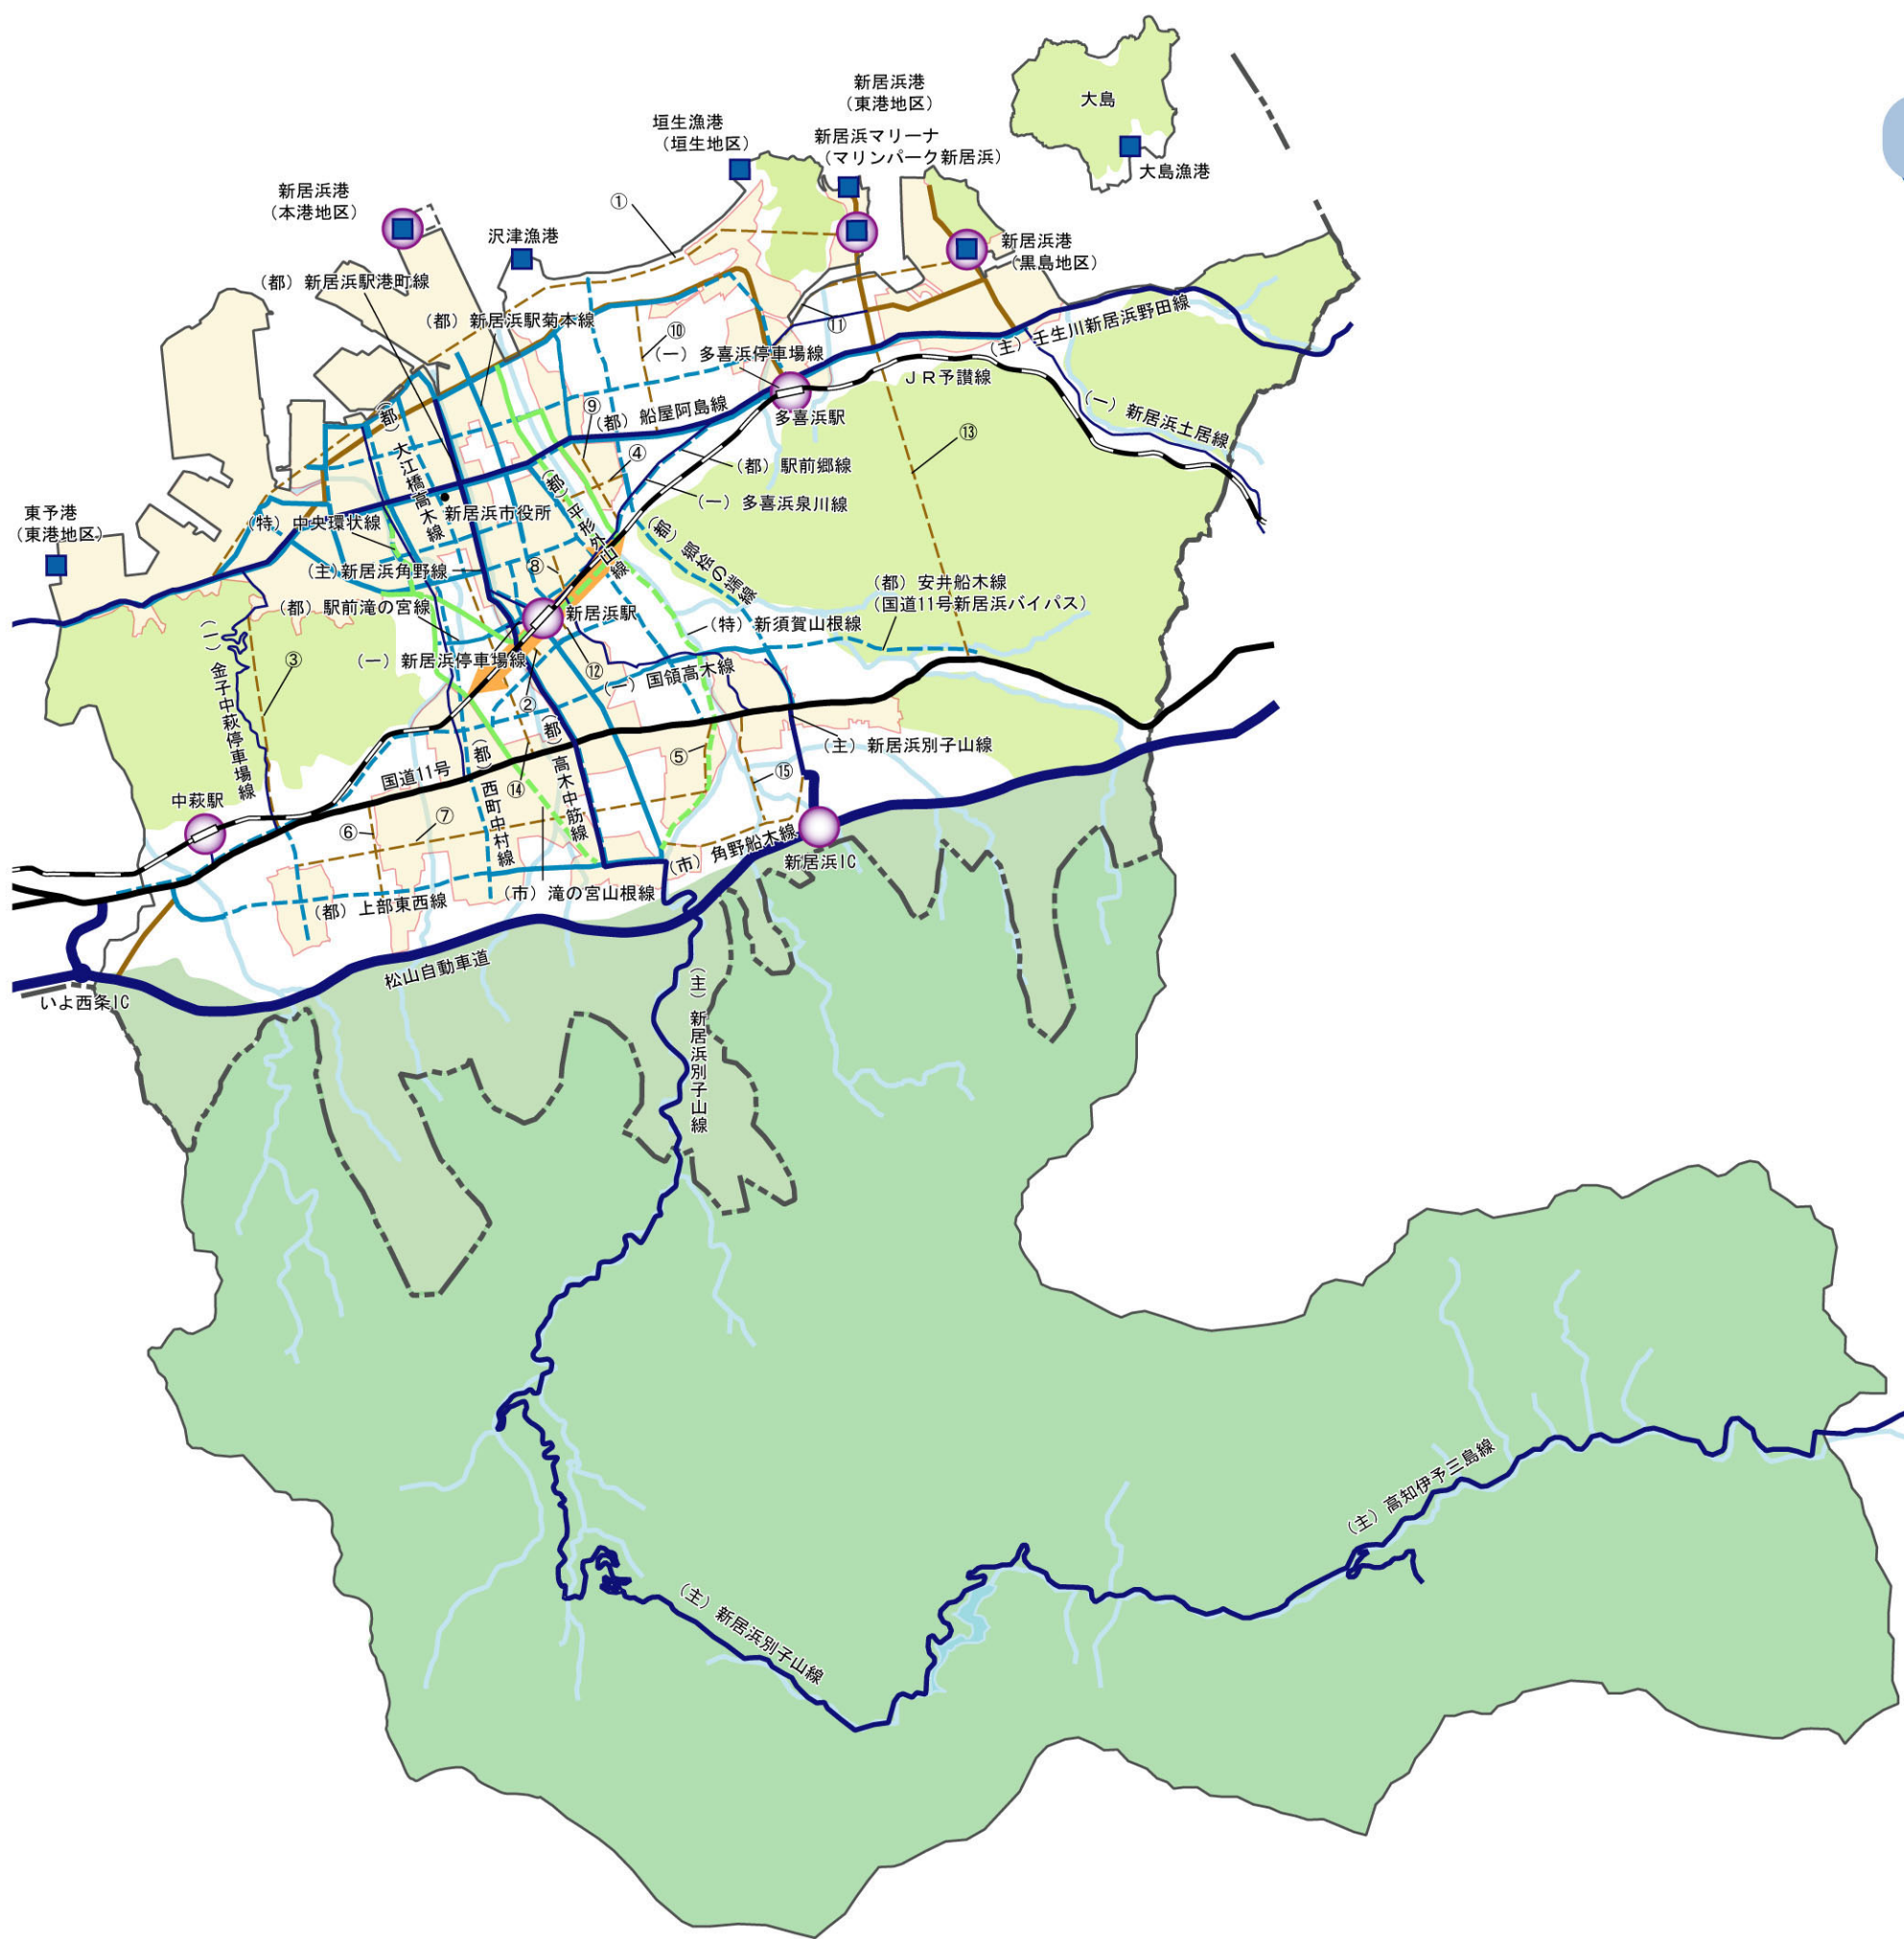 新居浜港
（東港地区）
大島
垣生漁港
（垣生地区）
新居浜マリーナ
（マリンパーク新居浜）
大島漁港
新居浜港
（本港地区）
①
沢津漁港
新居浜港
（黒島地区）
（都）新居浜駅港町線
（都）新居浜駅菊本線
⑩
⑪
（主）壬生川新居浜野田線
（一）多喜浜停車場線
ＪＲ予讃線
（一）新居浜土居線
⑨
（都）船屋阿島線
多喜浜駅
（都）大江橋高木線
④
⑬
（都）駅前郷線
（都）平形外山線
（一）多喜浜泉川線
東予港
（東港地区）
新居浜市役所
（特）中央環状線
（都）郷桧の端線
（主）新居浜角野線
⑧
（都）安井船木線
（国道11号新居浜バイパス）
（都）駅前滝の宮線
新居浜駅
（特）新須賀山根線
（一）金子中萩停車場線
③
（一）新居浜停車場線
⑫
（一）国領高木線
②
（都）高木中筋線
（主）新居浜別子山線
⑤
国道11号
（都）西町中村線
⑭
⑮
中萩駅
⑥
⑦
（市）角野船木線
新居浜IC
（市）滝の宮山根線
（都）上部東西線
松山自動車道
いよ西条IC
（主）新居浜別子山線
（主）高知伊予三島線
（主）新居浜別子山線